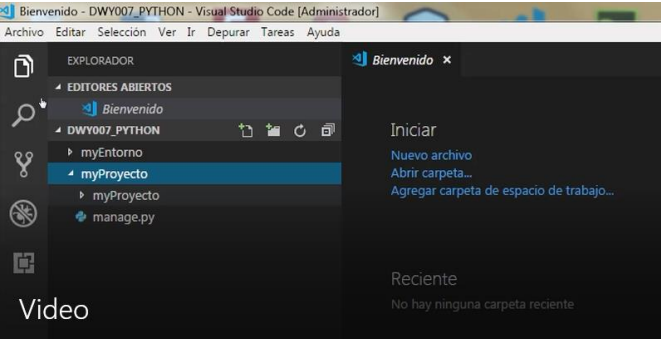 Bienvenido - DWY007_PYTHON - Visual Studio Code [Administrador]
Archivo Editar Selección Ver Ir Depurar Tareas Ayuda
EXPLORADOR
EDITORES ABIERTOS
Bienvenido
DWY007_PYTHON
myEntorno
myProyecto
myProyecto
manage.py
Bienvenido ×
Iniciar
Nuevo archivo
Abrir carpeta...
Agregar carpeta de espacio de trabajo...
Reciente
No hay ninguna carpeta reciente
Video